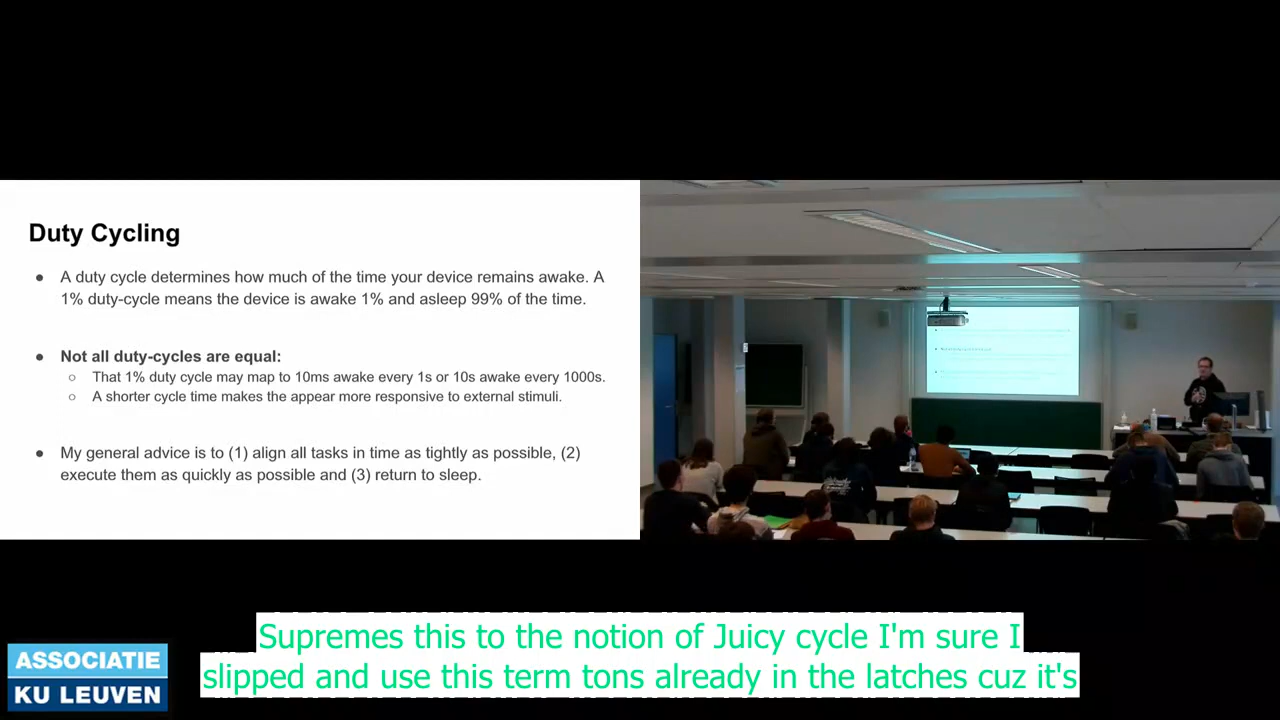 Duty Cycling
● A duty cycle determines how much of the time your device remains awake. A
1% duty-cycle means the device is awake 1% and asleep 99% of the time.
● Not all duty-cycles are equal:
○ That 1% duty cycle may map to 10ms awake every 1s or 10s awake every 1000s.
○ A shorter cycle time makes the appear more responsive to external stimuli.
● My general advice is to (1) align all tasks in time as tightly as possible, (2)
execute them as quickly as possible and (3) return to sleep.
Supremes this to the notion of Juicy cycle I'm sure I
slipped and use this term tons already in the latches cuz it's
ASSOCIATIE
KU LEUVEN